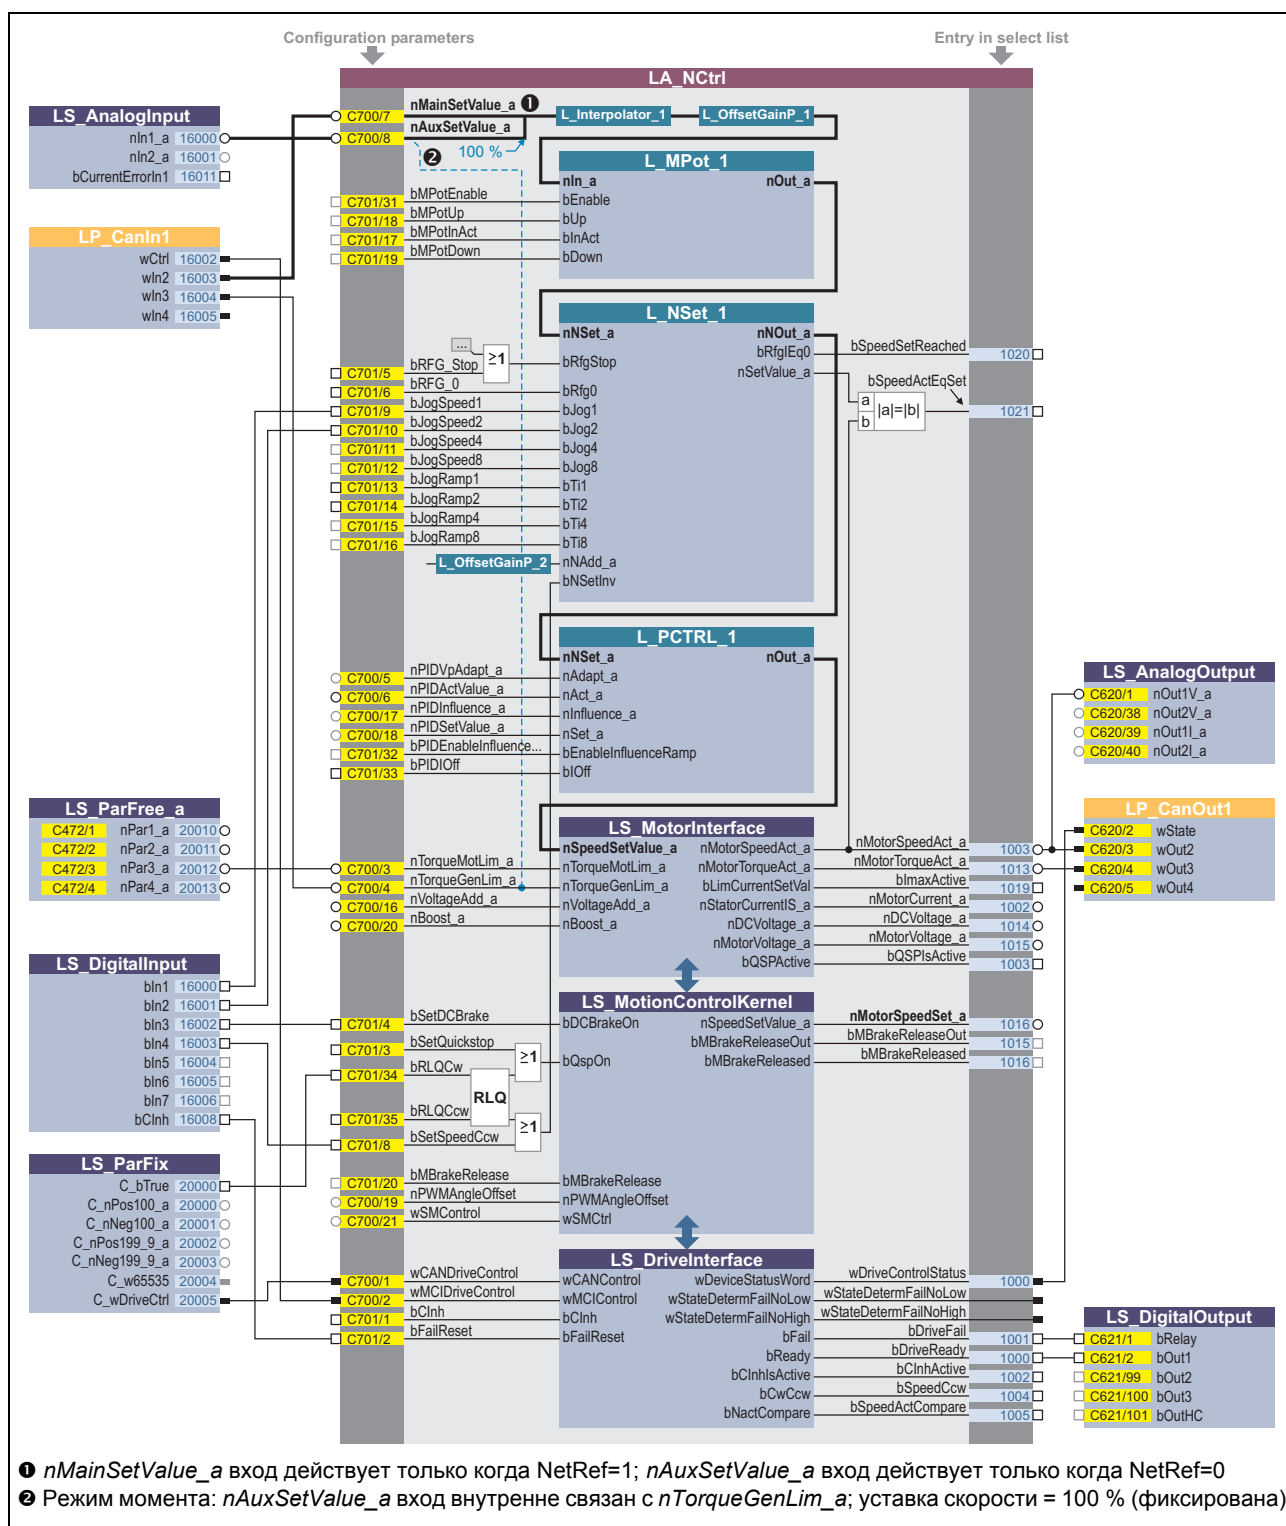 Configuration parameters
Entry in select list
LA_NCtrl
LS_AnalogInput
nIn1_a 16000
nIn2_a 16001
bCurrentErrorIn1 16011
LP_CanIn1
wCtrl 16002
wIn2 16003
wIn3 16004
wIn4 16005
LS_ParFree_a
C472/1 nPar1_a 20010
C472/2 nPar2_a 20011
C472/3 nPar3_a 20012
C472/4 nPar4_a 20013
LS_DigitalInput
bIn1 16000
bIn2 16001
bIn3 16002
bIn4 16003
bIn5 16004
bIn6 16005
bIn7 16006
bCInh 16008
LS_ParFix
C_bTrue 20000
C_nPos100_a 20000
C_nNeg100_a 20001
C_nPos199_9_a 20002
C_nNeg199_9_a 20003
C_w65535 20004
C_wDriveCtrl 20005
C700/7 nMainSetValue_a ❶
C700/8 nAuxSetValue_a
❷ 100 %
L_Interpolator_1
L_OffsetGainP_1
C701/31 bMPotEnable
C701/18 bMPotUp
C701/17 bMPotInAct
C701/19 bMPotDown
L_MPot_1
nIn_a nOut_a
bEnable
bUp
bInAct
bDown
...
≥1
C701/5 bRFG_Stop
C701/6 bRFG_0
C701/9 bJogSpeed1
C701/10 bJogSpeed2
C701/11 bJogSpeed4
C701/12 bJogSpeed8
C701/13 bJogRamp1
C701/14 bJogRamp2
C701/15 bJogRamp4
C701/16 bJogRamp8
L_OffsetGainP_2
L_NSet_1
nNSet_a nNOut_a
bRfgIEq0
bRfgStop nSetValue_a
bRfg0
bJog1
bJog2
bJog4
bJog8
bTi1
bTi2
bTi4
bTi8
nNAdd_a
bNSetInv
bSpeedSetReached 1020
bSpeedActEqSet
a |a|=|b|
b
1021
C700/5 nPIDVpAdapt_a
C700/6 nPIDActValue_a
C700/17 nPIDInfluence_a
C700/18 nPIDSetValue_a
C701/32 bPIDEnableInfluence...
C701/33 bPIDIOff
L_PCTRL_1
nNSet_a nOut_a
nAdapt_a
nAct_a
nInfluence_a
nSet_a
bEnableInfluenceRamp
bIOff
C700/3 nTorqueMotLim_a
C700/4 nTorqueGenLim_a
C700/16 nVoltageAdd_a
C700/20 nBoost_a
LS_MotorInterface
nSpeedSetValue_a nMotorSpeedAct_a
nTorqueMotLim_a nMotorTorqueAct_a
nTorqueGenLim_a bLimCurrentSetVal
nVoltageAdd_a nStatorCurrentIS_a
nBoost_a nDCVoltage_a
nMotorVoltage_a
bQSPActive
nMotorSpeedAct_a 1003
nMotorTorqueAct_a 1013
bImaxActive 1019
nMotorCurrent_a 1002
nDCVoltage_a 1014
nMotorVoltage_a 1015
bQSPIsActive 1003
C701/4 bSetDCBrake
C701/3 bSetQuickstop
C701/34 bRLQCw
C701/35 bRLQCcw
C701/8 bSetSpeedCcw
C701/20 bMBrakeRelease
C700/19 nPWMAngleOffset
C700/21 wSMControl
RLQ
≥1
≥1
LS_MotionControlKernel
bDCBrakeOn nSpeedSetValue_a
bMBrakeReleaseOut
bQspOn bMBrakeReleased
bMBrakeRelease
nPWMAngleOffset
wSMCtrl
nMotorSpeedSet_a 1016
bMBrakeReleaseOut 1015
bMBrakeReleased 1016
C700/1 wCANDriveControl
C700/2 wMCIDriveControl
C701/1 bCInh
C701/2 bFailReset
LS_DriveInterface
wCANControl wDeviceStatusWord
wMCIControl wStateDetermFailNoLow
bCInh wStateDetermFailNoHigh
bFailReset bFail
bReady
bCInhIsActive
bCwCcw
bNactCompare
wDriveControlStatus 1000
wStateDetermFailNoLow
wStateDetermFailNoHigh
bDriveFail 1001
bDriveReady 1000
bCInhActive 1002
bSpeedCcw 1004
bSpeedActCompare 1005
LS_AnalogOutput
C620/1 nOut1V_a
C620/38 nOut2V_a
C620/39 nOut1I_a
C620/40 nOut2I_a
LP_CanOut1
C620/2 wState
C620/3 wOut2
C620/4 wOut3
C620/5 wOut4
LS_DigitalOutput
C621/1 bRelay
C621/2 bOut1
C621/99 bOut2
C621/100 bOut3
C621/101 bOutHC
❶ nMainSetValue_a вход действует только когда NetRef=1; nAuxSetValue_a вход действует только когда NetRef=0
❷ Режим момента: nAuxSetValue_a вход внутренне связан с nTorqueGenLim_a; уставка скорости = 100 % (фиксирована)